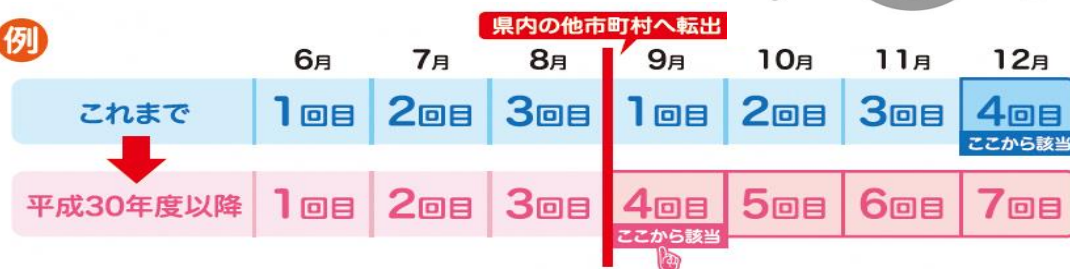 例
県内の他市町村へ転出
6月 7月 8月 9月 10月 11月 12月
これまで 1回目 2回目 3回目 1回目 2回目 3回目 4回目
ここから該当
平成30年度以降 1回目 2回目 3回目 4回目 5回目 6回目 7回目
ここから該当